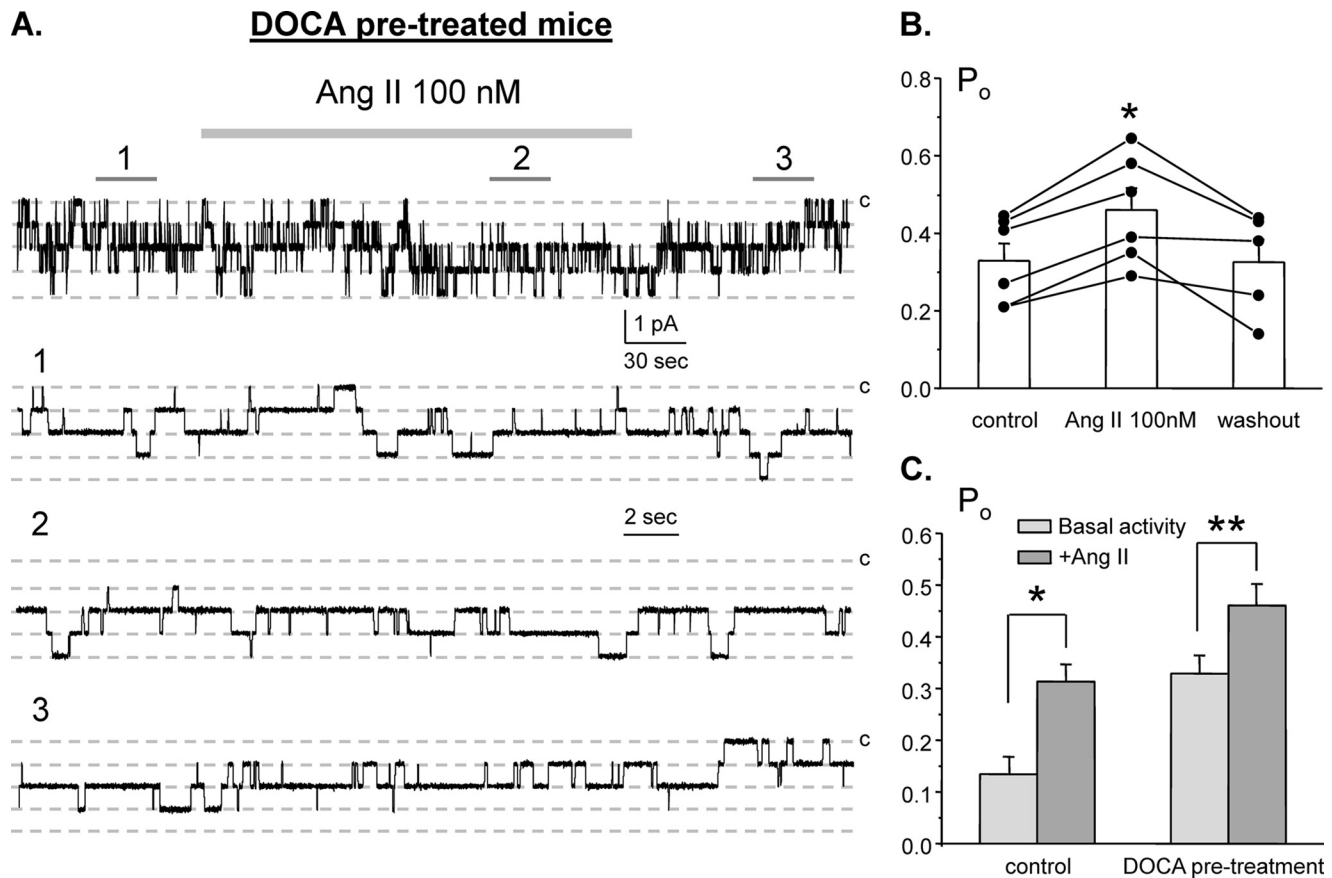 A.
DOCA pre-treated mice
Ang II 100 nM
1
2
3
c
1 pA
30 sec
1
c
2
2 sec
c
3
c
B.
Po
0.8
0.6
0.4
0.2
0.0
*
control
Ang II 100nM
washout
C.
Po
0.6
0.5
0.4
0.3
0.2
0.1
0.0
Basal activity
+Ang II
*
**
control
DOCA pre-treatment